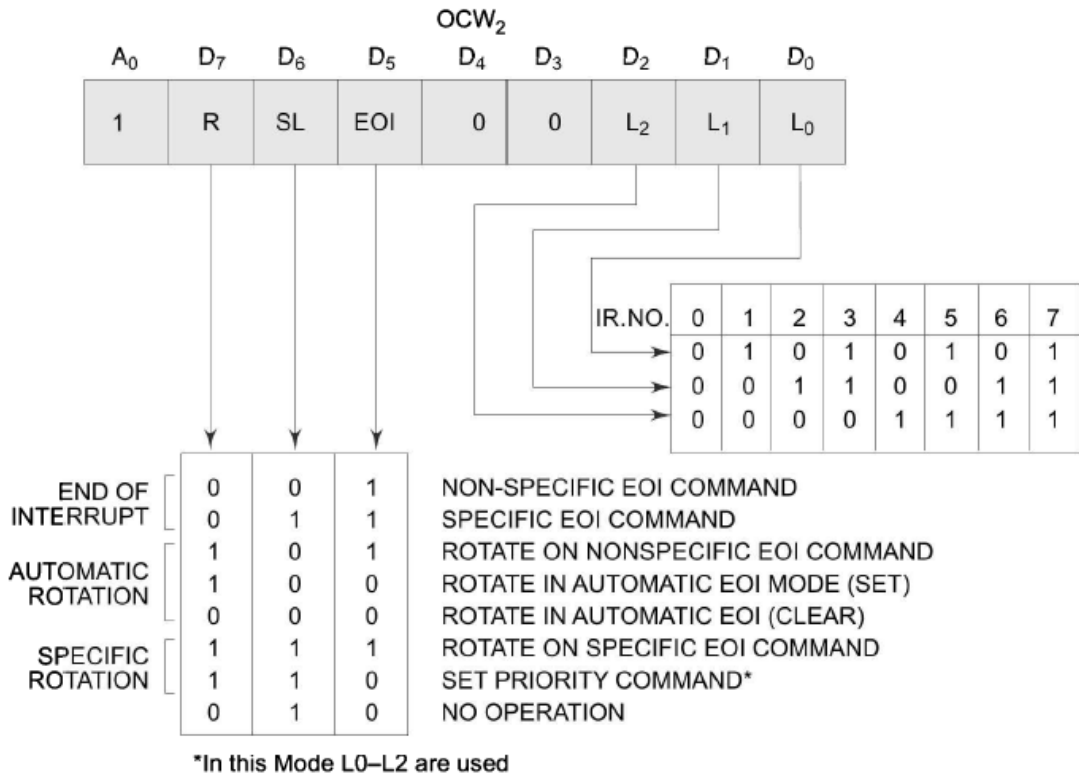 OCW₂
A₀ D₇ D₆ D₅ D₄ D₃ D₂ D₁ D₀
1 R SL EOI 0 0 L₂ L₁ L₀
IR.NO. 0 1 2 3 4 5 6 7
0 1 0 1 0 1 0 1
0 0 1 1 0 0 1 1
0 0 0 0 1 1 1 1
END OF INTERRUPT
0 0 1 NON-SPECIFIC EOI COMMAND
0 1 1 SPECIFIC EOI COMMAND
AUTOMATIC ROTATION
1 0 1 ROTATE ON NONSPECIFIC EOI COMMAND
1 0 0 ROTATE IN AUTOMATIC EOI MODE (SET)
0 0 0 ROTATE IN AUTOMATIC EOI (CLEAR)
SPECIFIC ROTATION
1 1 1 ROTATE ON SPECIFIC EOI COMMAND
1 1 0 SET PRIORITY COMMAND*
0 1 0 NO OPERATION
*In this Mode L0–L2 are used